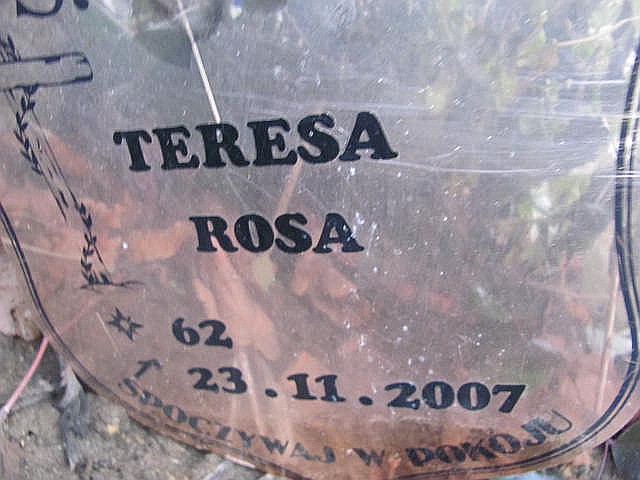 Ś.
TERESA
ROSA
62
23.11.2007
SPOCZYWAJ W POKOJU